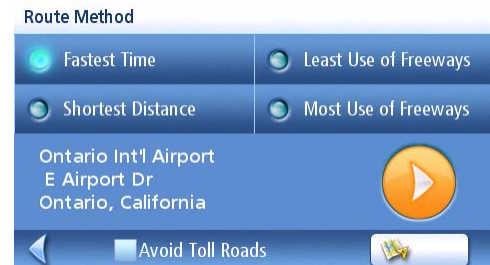 Route Method
Fastest Time
Least Use of Freeways
Shortest Distance
Most Use of Freeways
Ontario Int'l Airport
E Airport Dr
Ontario, California
Avoid Toll Roads